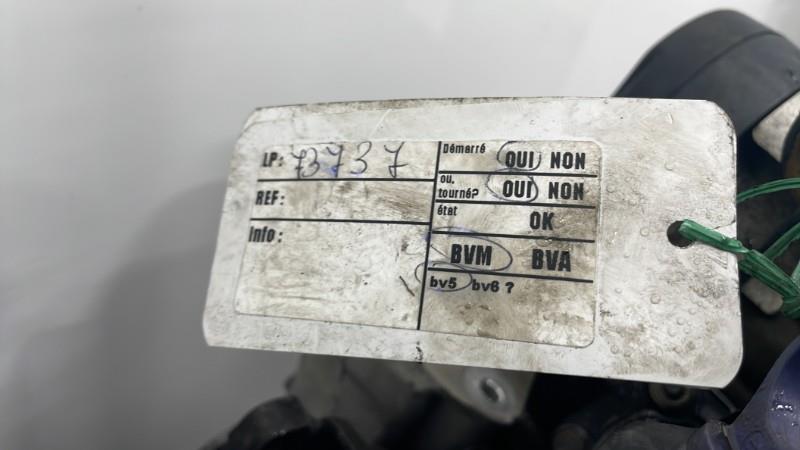 LP: 73737
REF:
Info:
Démarré OUI NON
ou, tourné? OUI NON
état OK
BVM BVA
bv5 bv6 ?